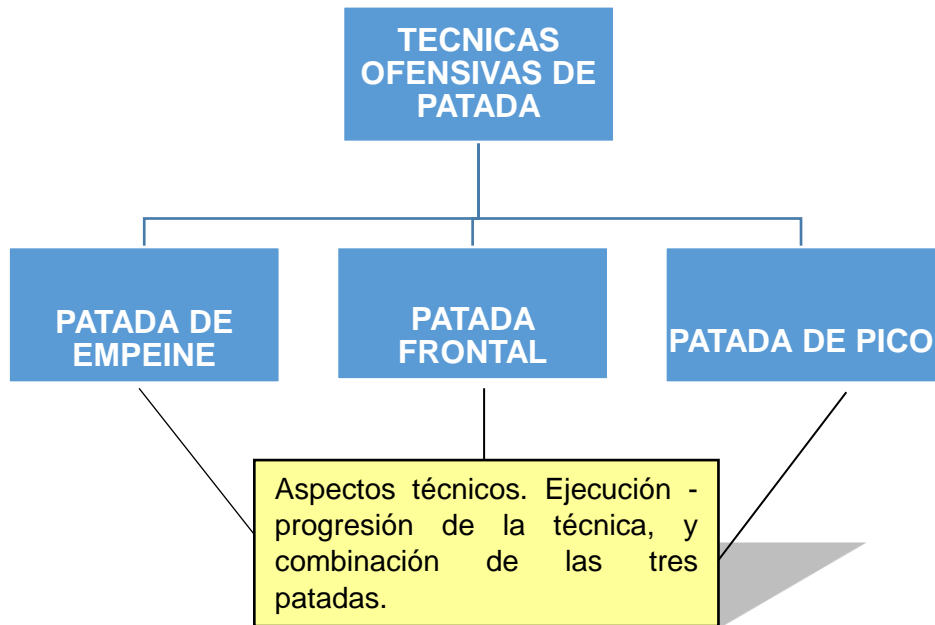 TECNICAS
OFENSIVAS DE
PATADA
PATADA DE
EMPEINE
PATADA
FRONTAL
PATADA DE PICO
Aspectos técnicos. Ejecución -
progresión de la técnica, y
combinación de las tres
patadas.